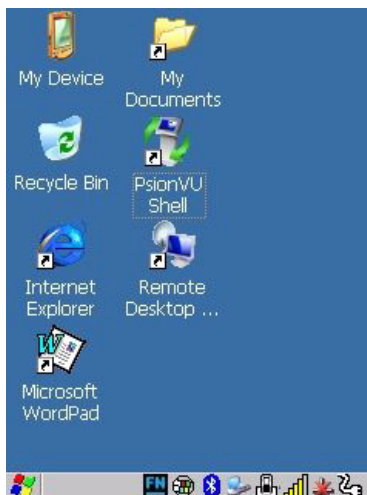 My Device
My
Documents
Recycle Bin
PsionVU
Shell
Internet
Explorer
Remote
Desktop ...
Microsoft
WordPad
FN